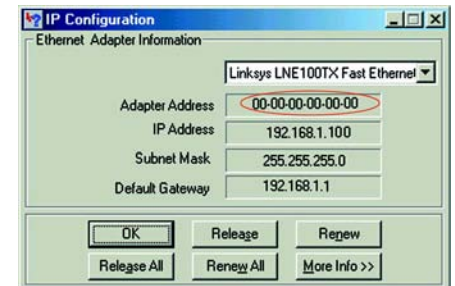 IP Configuration
Ethernet Adapter Information
Linksys LNE100TX Fast Ethernet
Adapter Address 00-00-00-00-00-00
IP Address 192.168.1.100
Subnet Mask 255.255.255.0
Default Gateway 192.168.1.1
OK Release Renew
Release All Renew All More Info >>